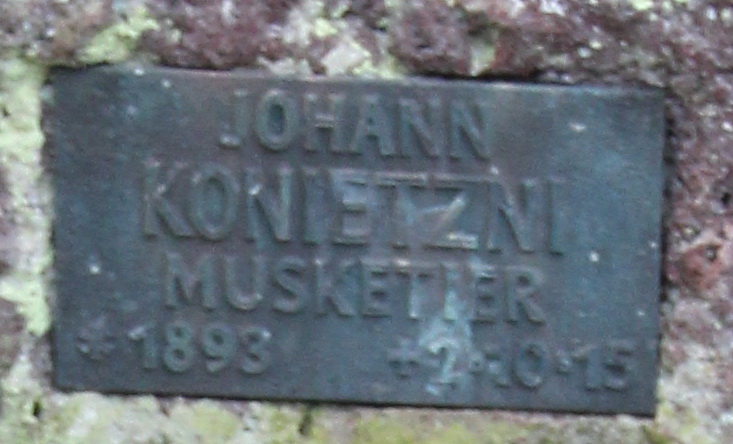 JOHANN
KONIETZNI
MUSKETIER
* 1893 + 2.10.15